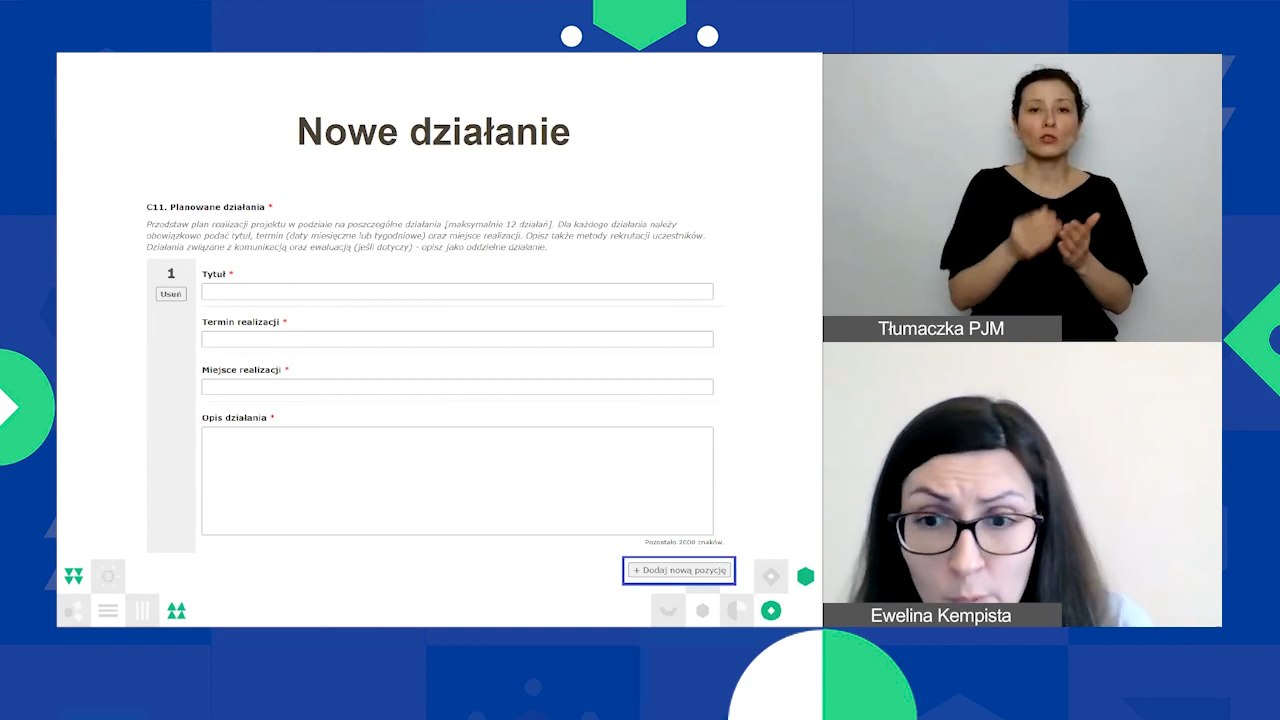 Nowe działanie
C11. Planowane działania *
Przedstaw plan realizacji projektu w podziale na poszczególne działania [maksymalnie 12 działań]. Dla każdego działania należy
obowiązkowo podać tytuł, termin (daty miesięczne lub tygodniowe) oraz miejsce realizacji. Opisz także metody rekrutacji uczestników.
Działania związane z komunikacją oraz ewaluacją (jeśli dotyczy) - opisz jako oddzielne działanie.
1
Usuń
Tytuł *
Termin realizacji *
Miejsce realizacji *
Opis działania *
Pozostało 2000 znaków.
+ Dodaj nową pozycję
Tłumaczka PJM
Ewelina Kempista